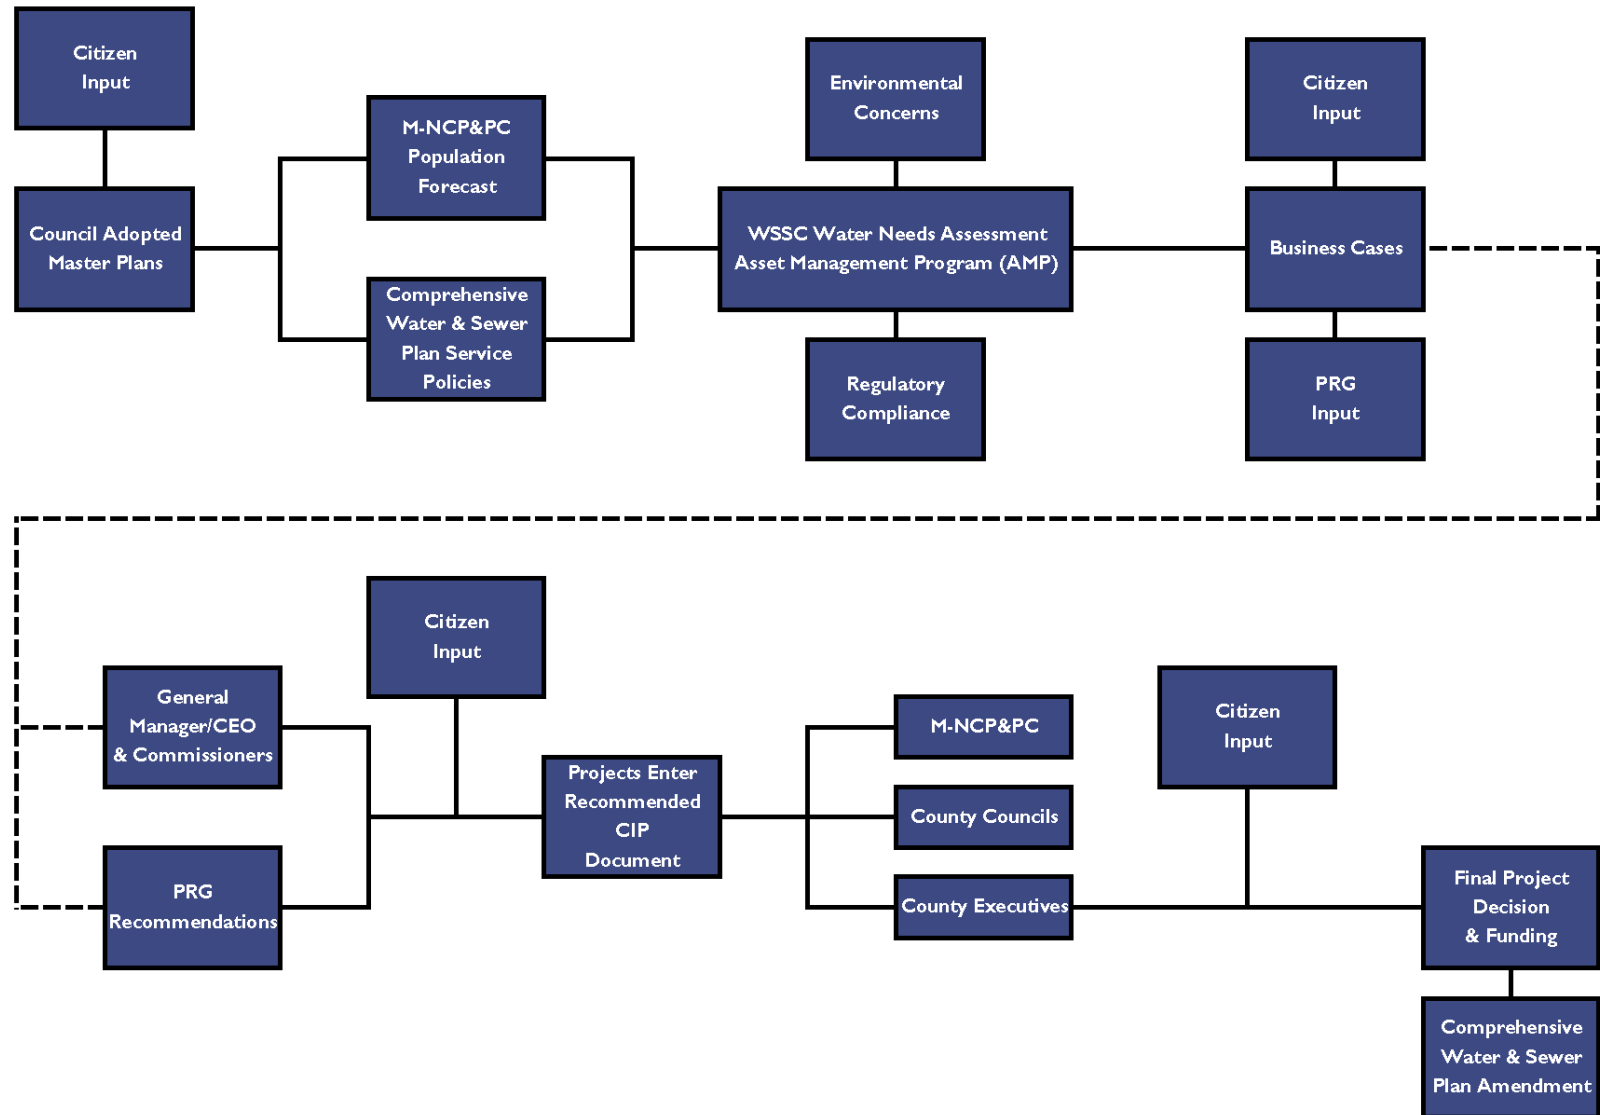 Citizen
Input
Council Adopted
Master Plans
M-NCP&PC
Population
Forecast
Comprehensive
Water & Sewer
Plan Service
Policies
Environmental
Concerns
WSSC Water Needs Assessment
Asset Management Program (AMP)
Regulatory
Compliance
Citizen
Input
Business Cases
PRG
Input
General
Manager/CEO
& Commissioners
PRG
Recommendations
Citizen
Input
Projects Enter
Recommended
CIP
Document
M-NCP&PC
County Councils
County Executives
Citizen
Input
Final Project
Decision
& Funding
Comprehensive
Water & Sewer
Plan Amendment